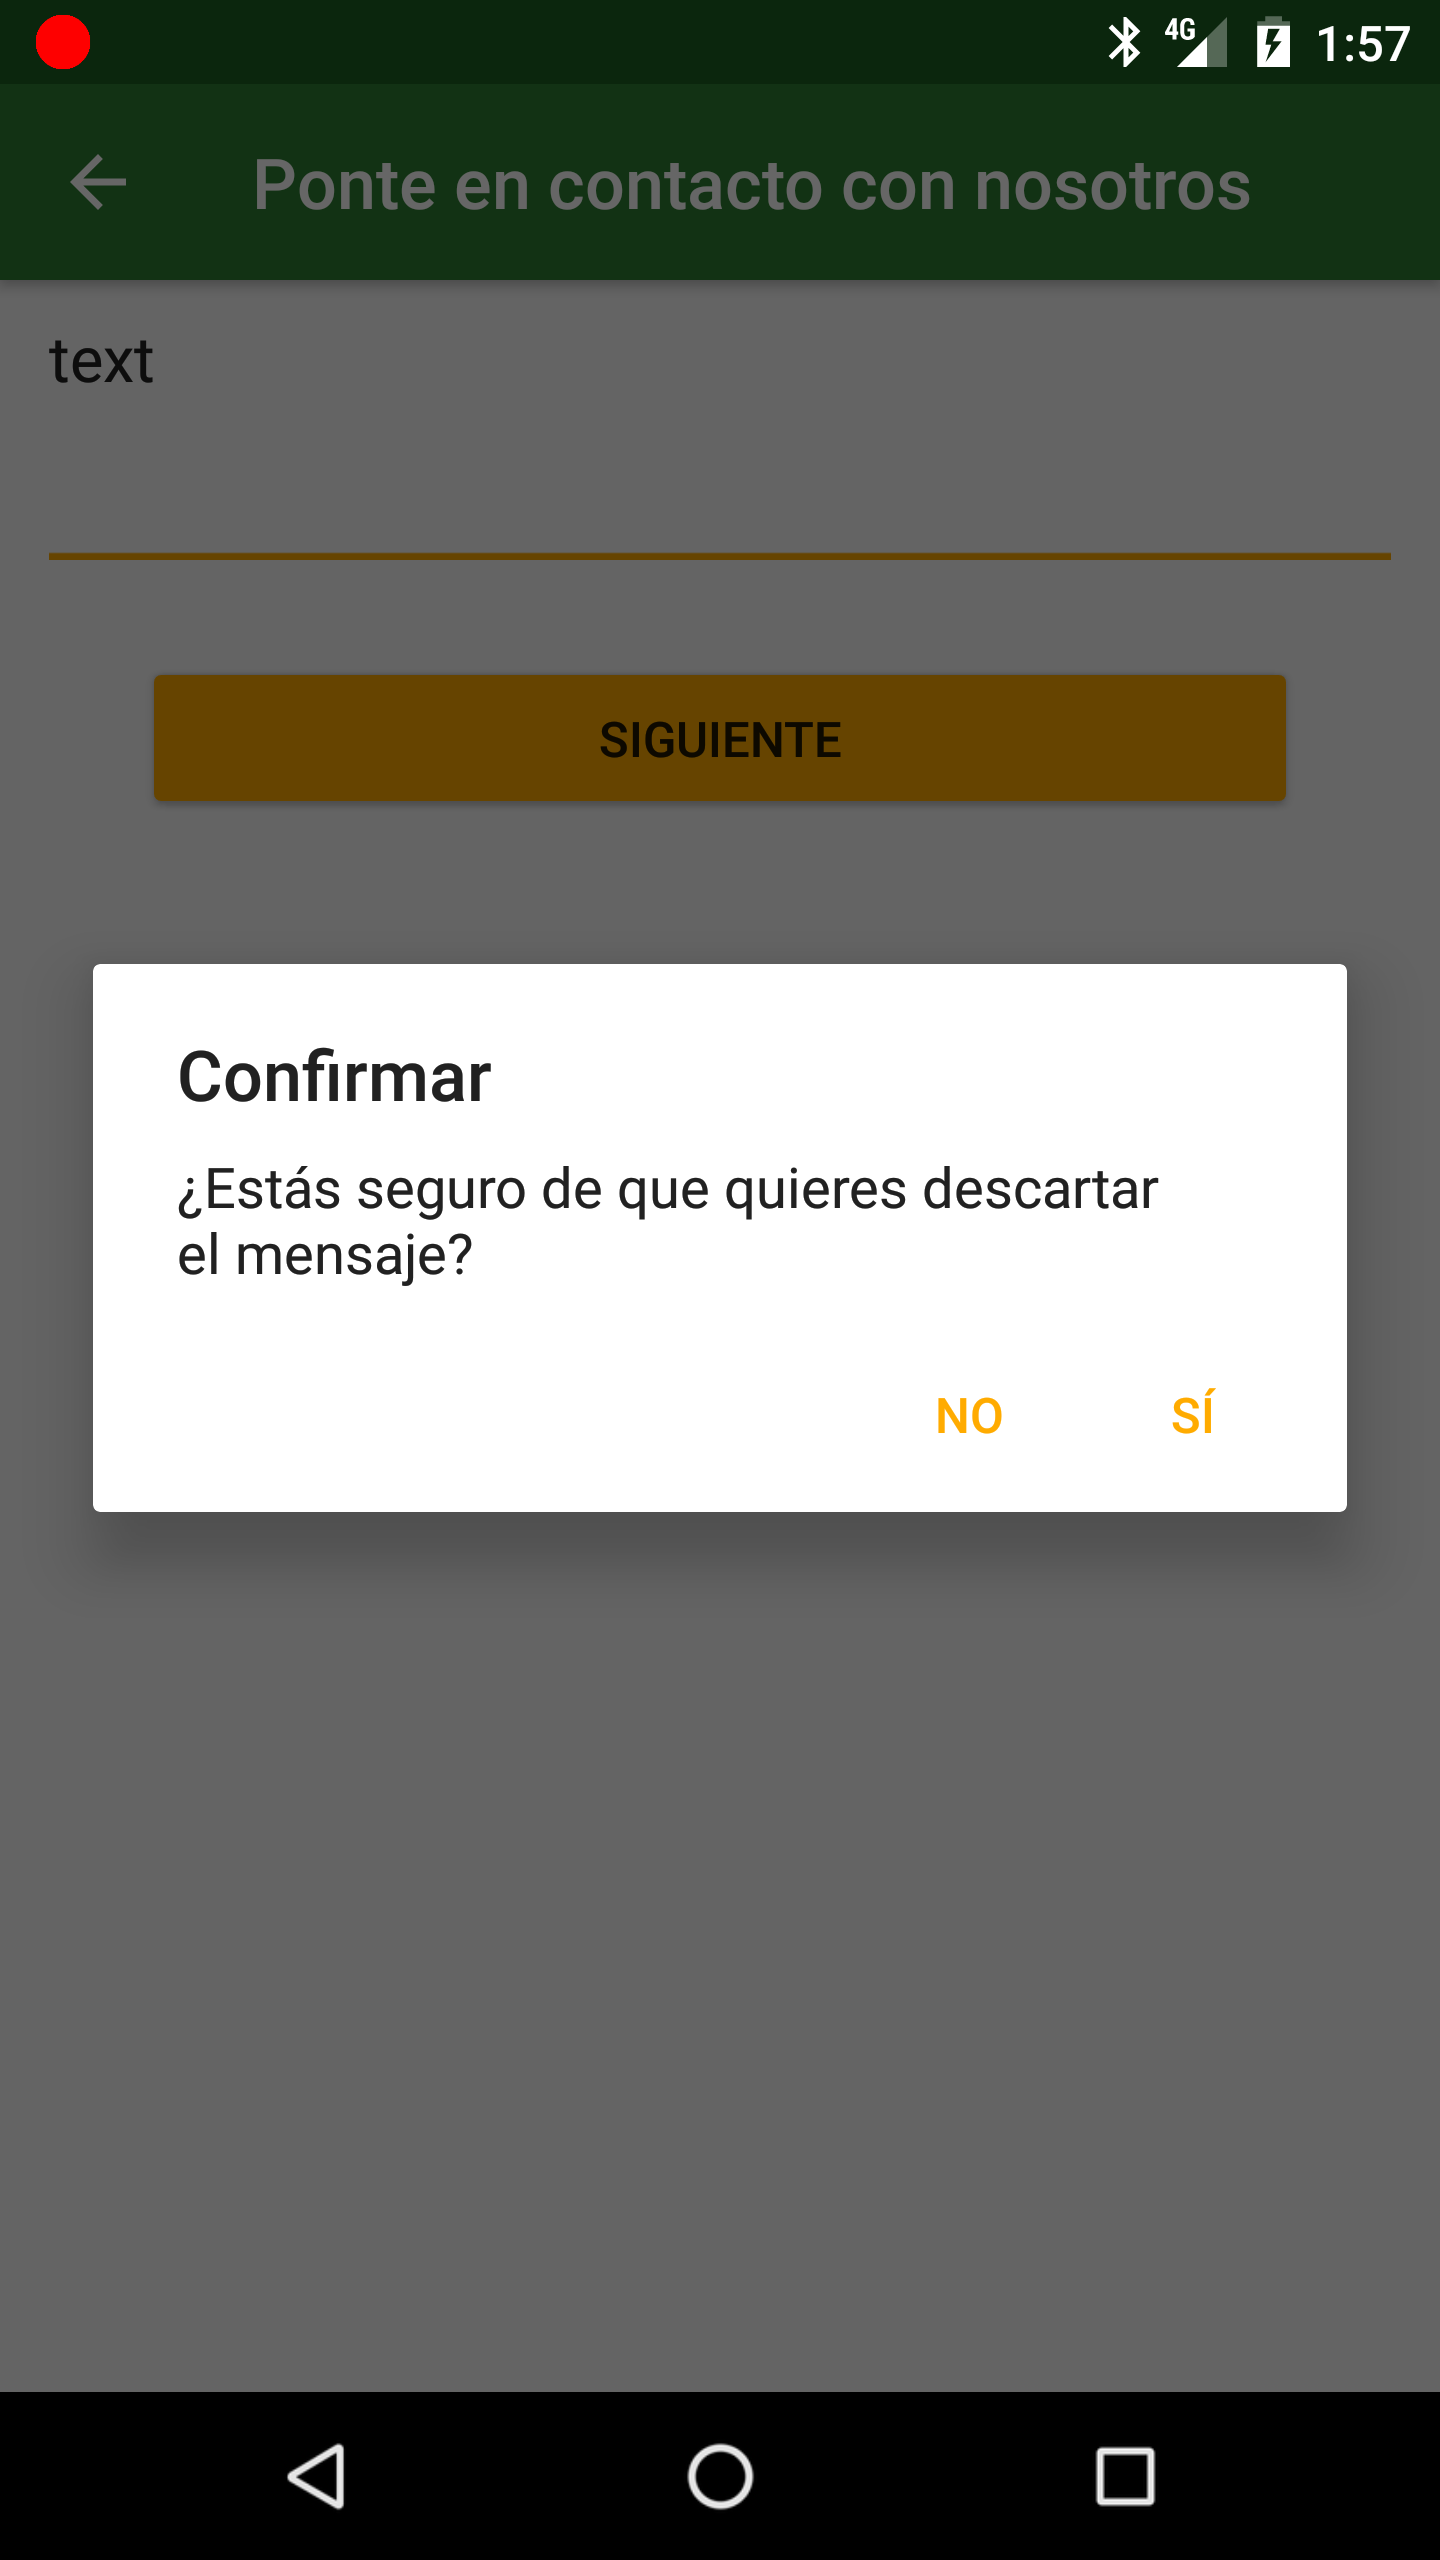 4G 1:57
Ponte en contacto con nosotros
text
SIGUIENTE
Confirmar
¿Estás seguro de que quieres descartar
el mensaje?
NO SÍ